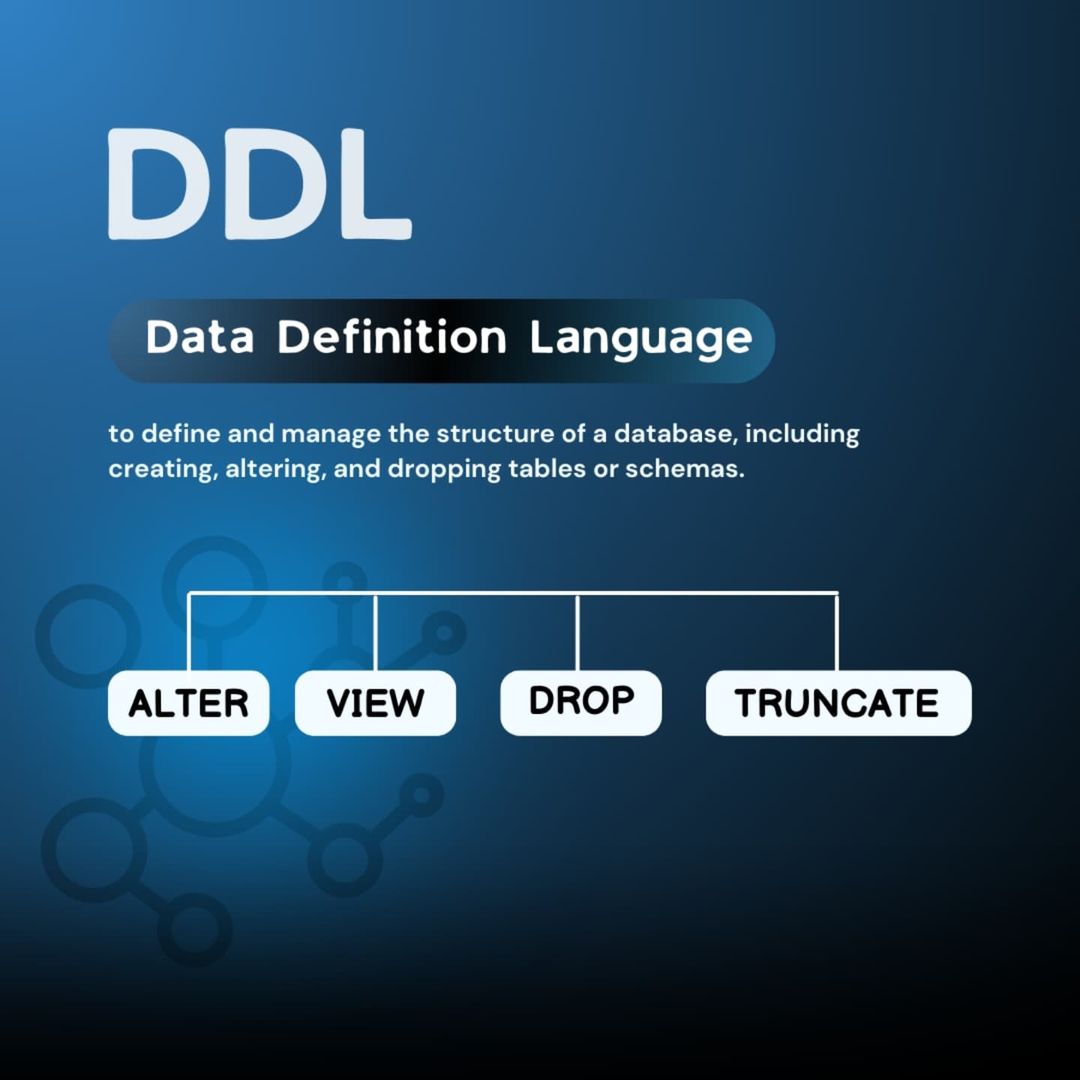 DDL
Data Definition Language
to define and manage the structure of a database, including
creating, altering, and dropping tables or schemas.
ALTER VIEW DROP TRUNCATE